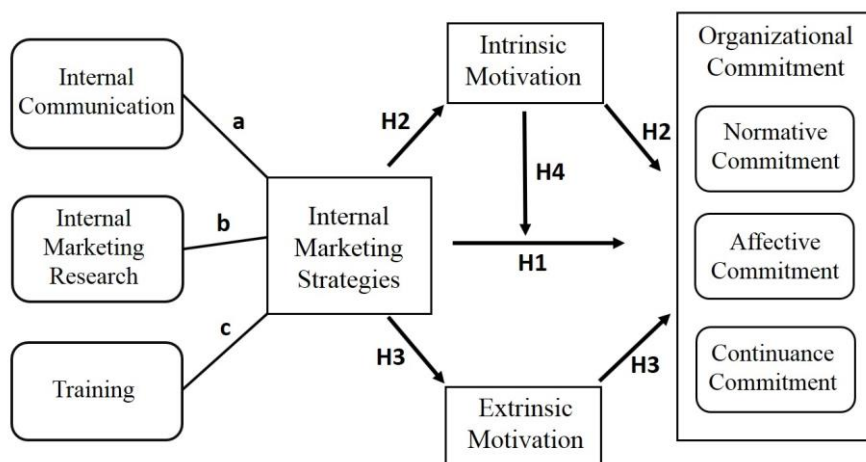 Internal
Communication
Internal
Marketing
Research
Training
a
b
c
Internal
Marketing
Strategies
H2
Intrinsic
Motivation
H2
H4
H1
H3
Extrinsic
Motivation
H3
Organizational
Commitment
Normative
Commitment
Affective
Commitment
Continuance
Commitment